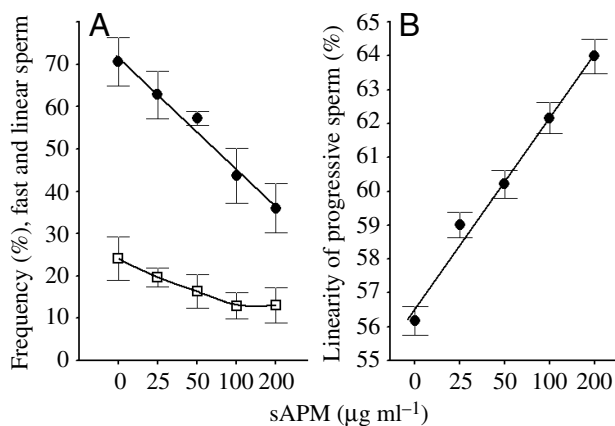 A
Frequency (%), fast and linear sperm
70
60
50
40
30
20
10
0
0 25 50 100 200
B
Linearity of progressive sperm (%)
65
64
63
62
61
60
59
58
57
56
55
0 25 50 100 200
sAPM (μg ml⁻¹)